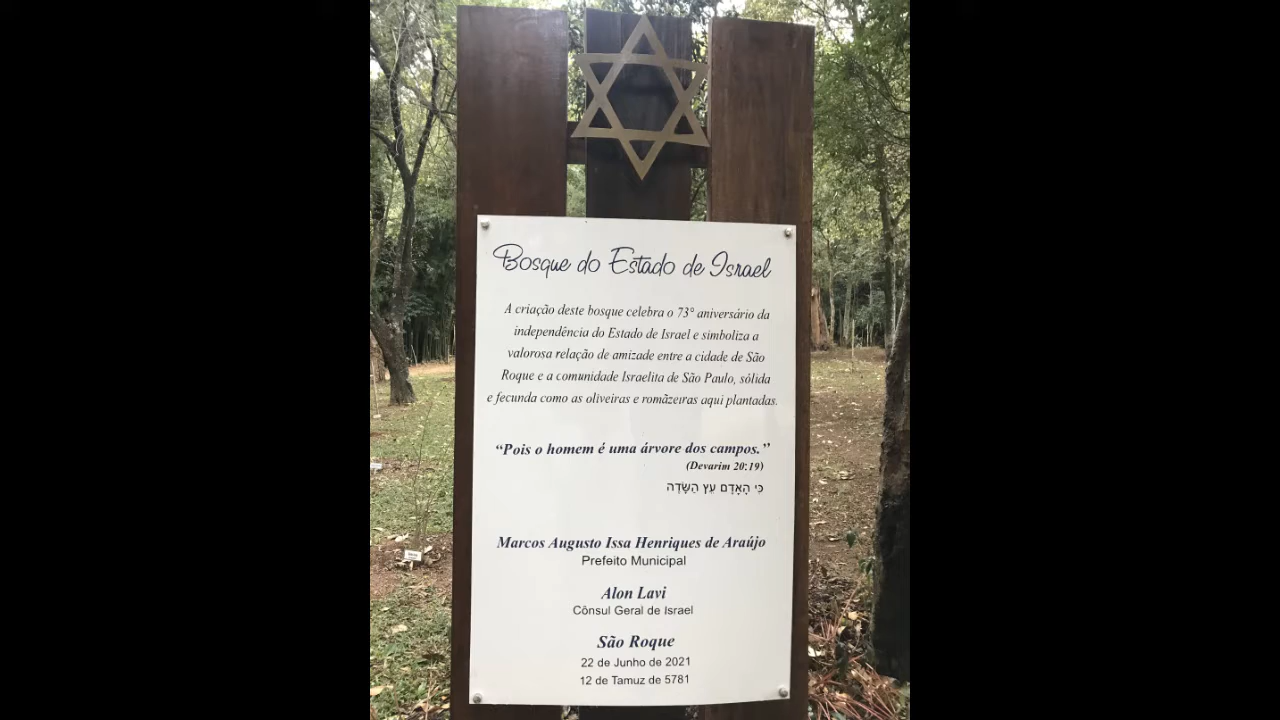 Bosque do Estado de Israel
A criação deste bosque celebra o 73° aniversário da
independência do Estado de Israel e simboliza a
valorosa relação de amizade entre a cidade de São
Roque e a comunidade Israelita de São Paulo, sólida
e fecunda como as oliveiras e romãzeiras aqui plantadas.
“Pois o homem é uma árvore dos campos.”
(Devarim 20:19)
כִּי הָאָדָם עֵץ הַשָּׂדֶה
Marcos Augusto Issa Henriques de Araújo
Prefeito Municipal
Alon Lavi
Cônsul Geral de Israel
São Roque
22 de Junho de 2021
12 de Tamuz de 5781